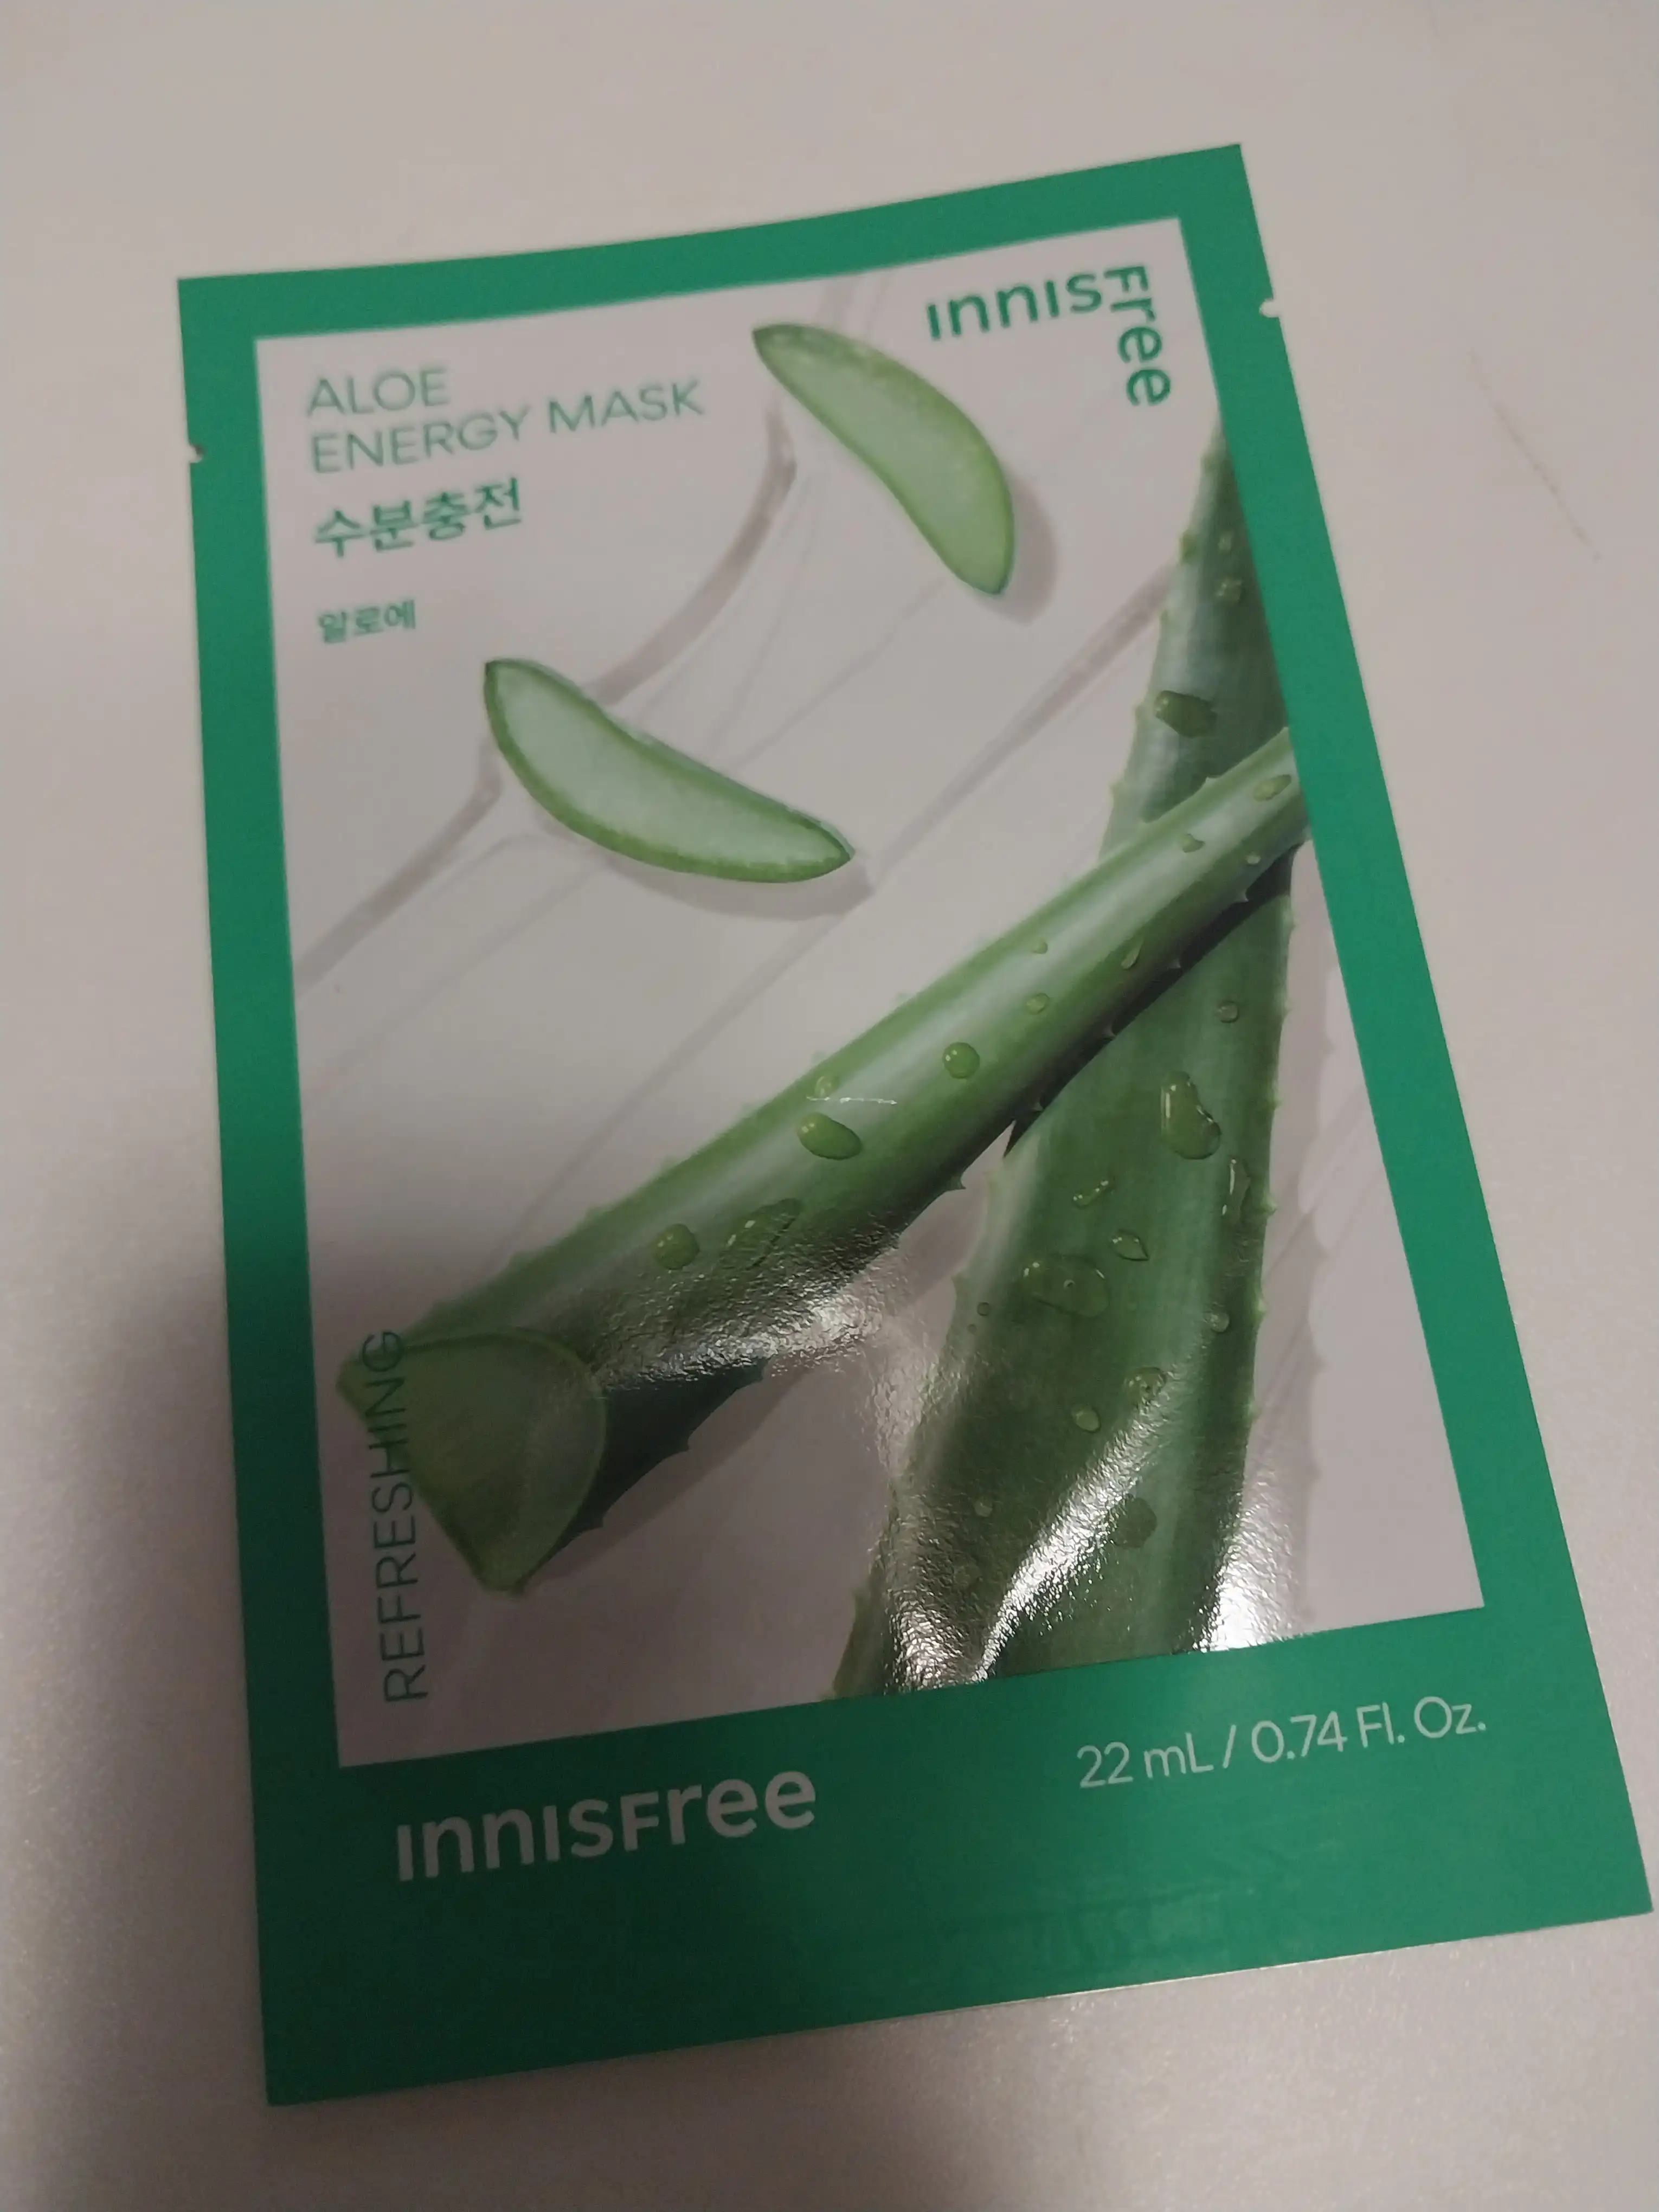 INNISFree
ALOE
ENERGY MASK
수분충전
알로에
REFRESHING
INNISFree
22 mL / 0.74 Fl. Oz.